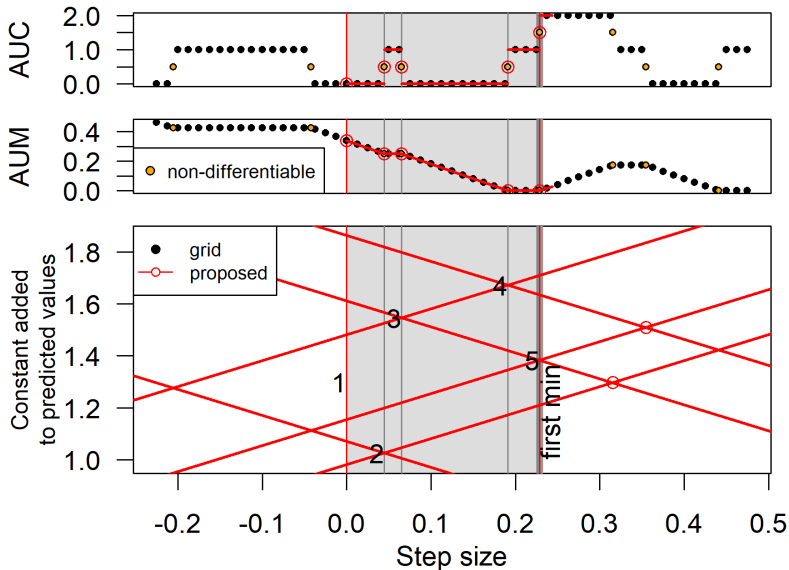 AUC
2.0
1.0
0.0
AUM
0.4
0.2
0.0
non-differentiable
Constant added
to predicted values
1.8
1.6
1.4
1.2
1.0
grid
proposed
4
3
5
1
2
first min
-0.2 -0.1 0.0 0.1 0.2 0.3 0.4 0.5
Step size